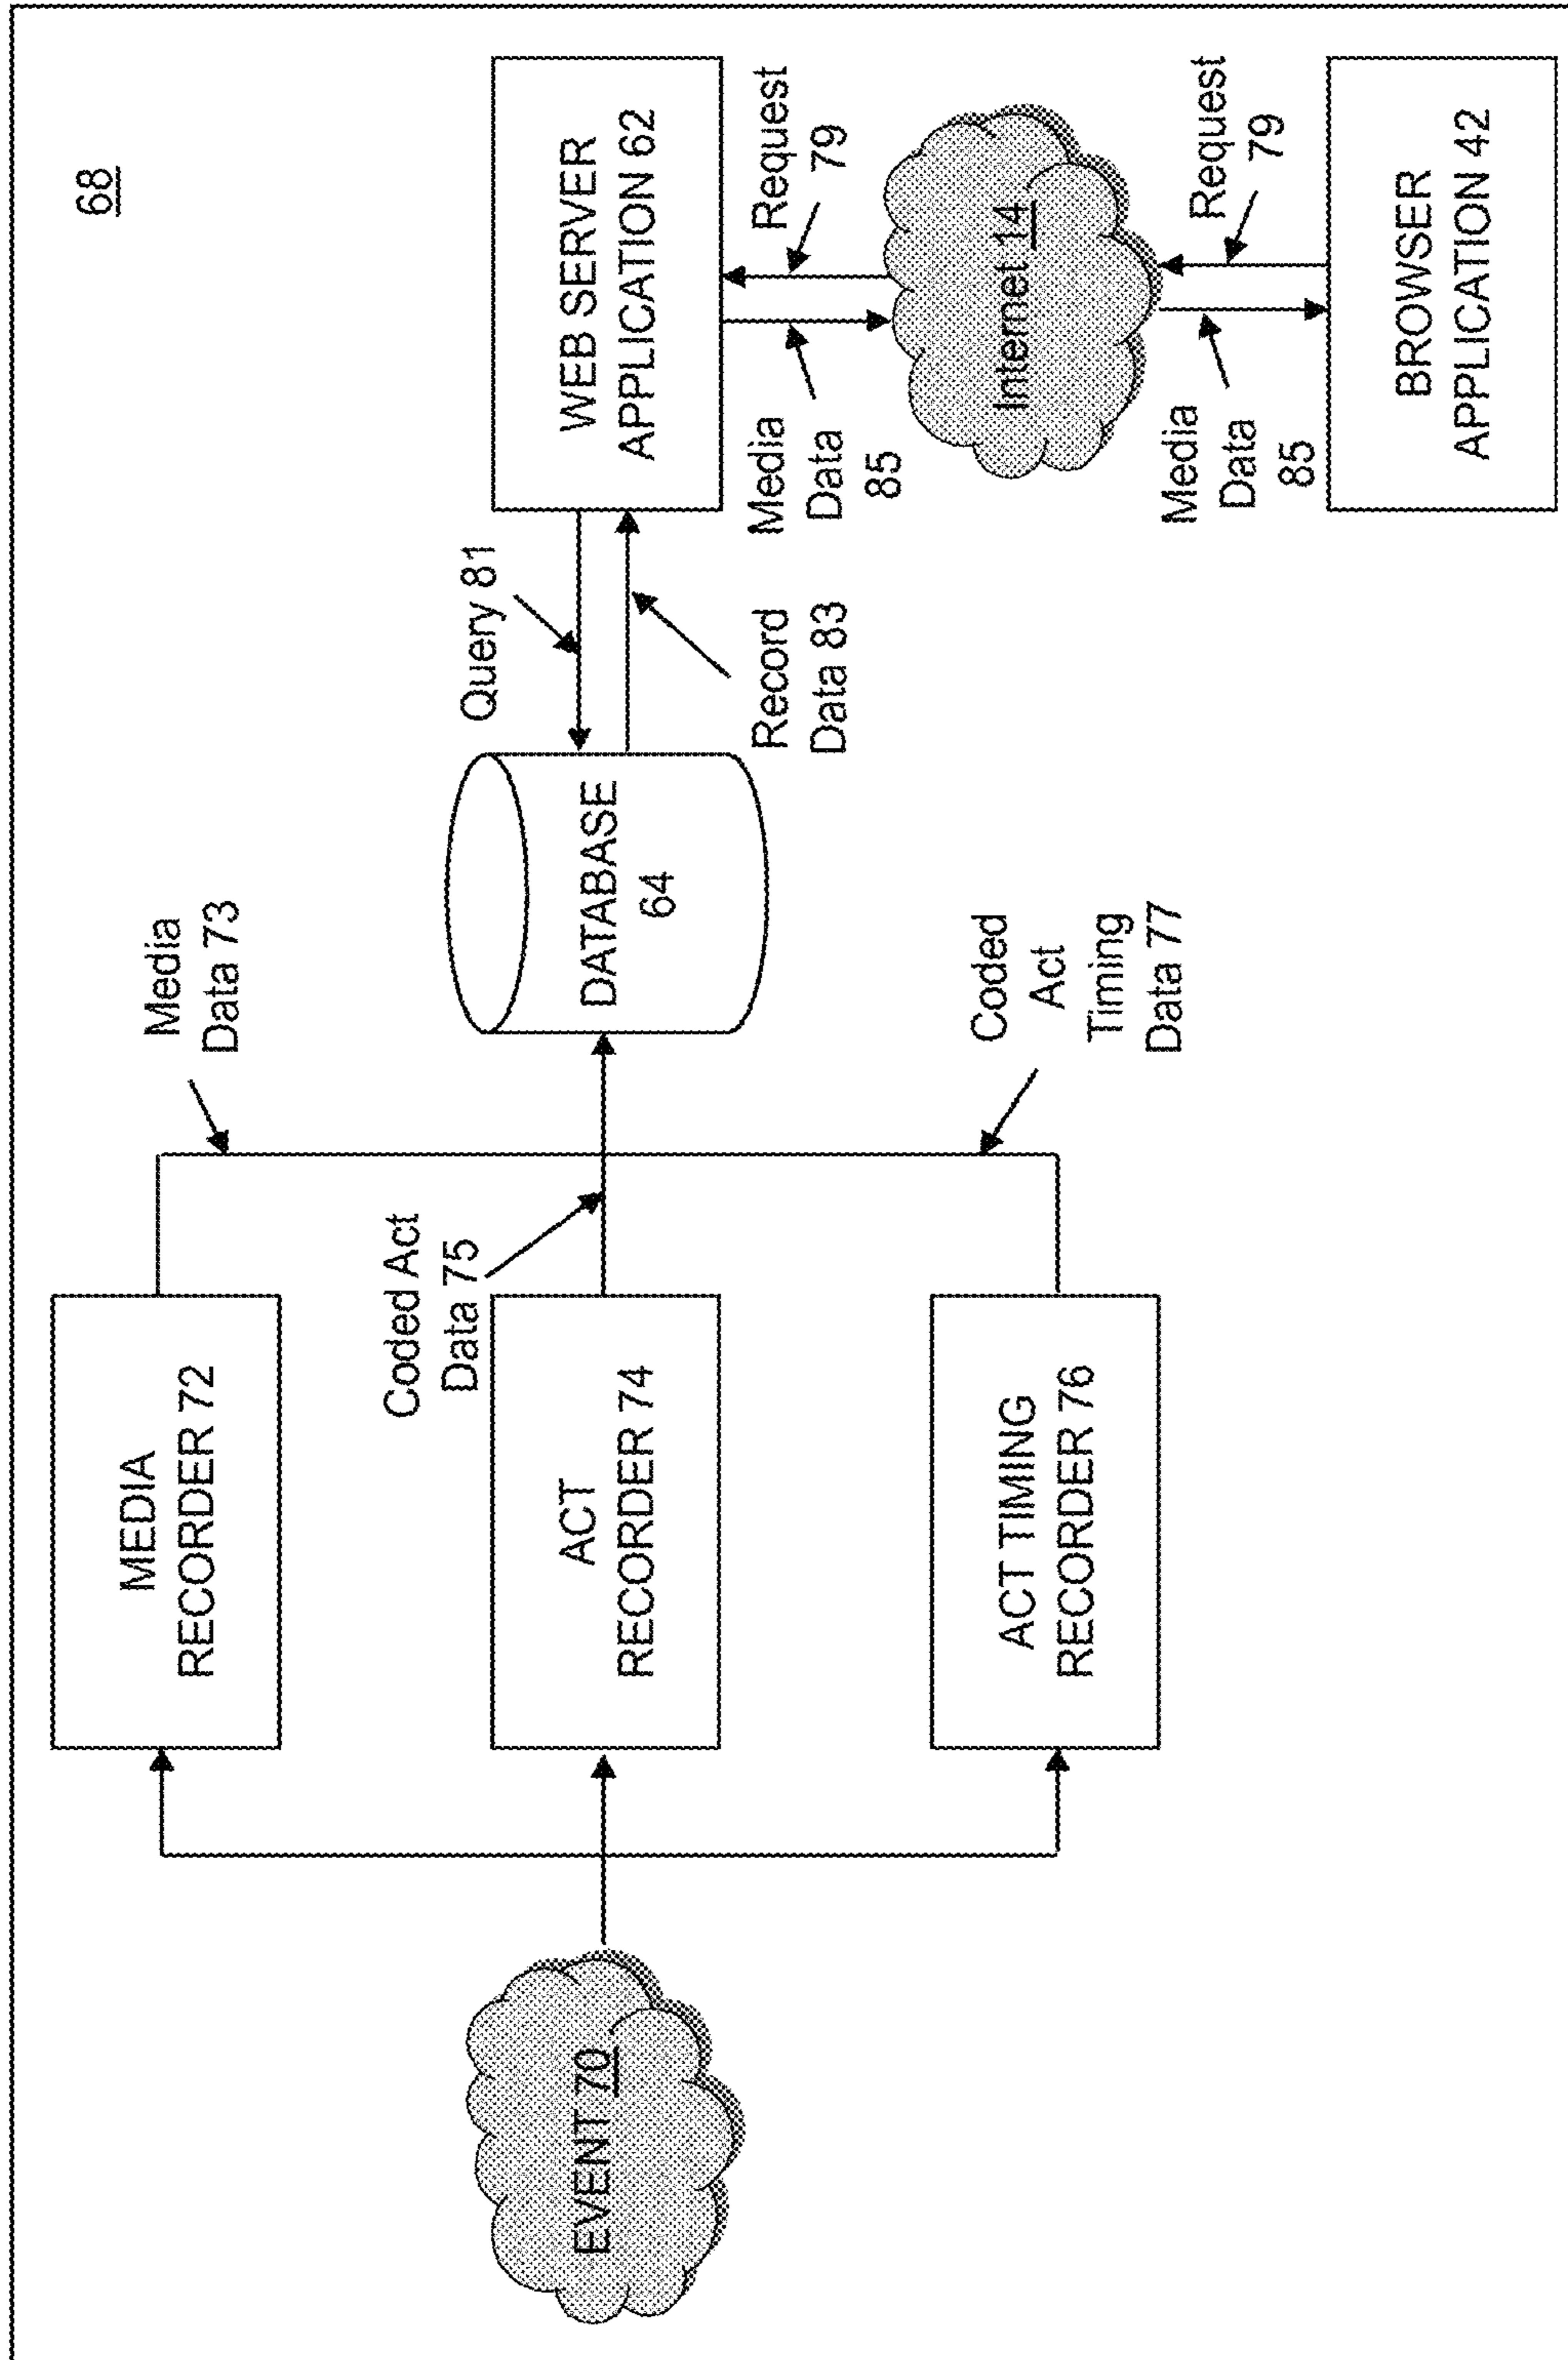 68
MEDIA
RECORDER 72
Media
Data 73
EVENT 70
ACT
RECORDER 74
Coded Act
Data 75
DATABASE
64
Query 81
Record
Data 83
WEB SERVER
APPLICATION 62
ACT TIMING
RECORDER 76
Coded
Act
Timing
Data 77
Media
Data
85
Request
79
Internet 14
Media
Data
85
Request
79
BROWSER
APPLICATION 42